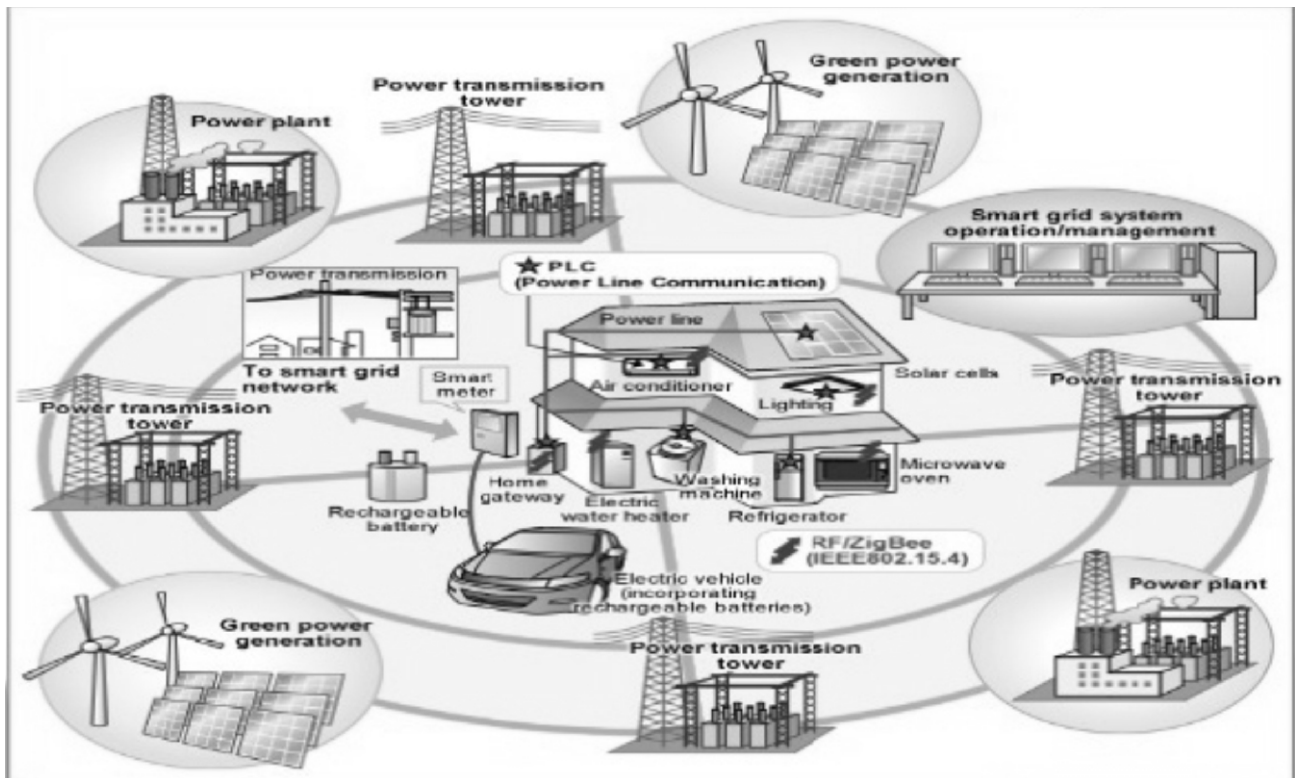 Green power
generation
Power transmission
tower
Power plant
Smart grid system
operation/management
Power transmission
★ PLC
(Power Line Communication)
Power line
To smart grid
network
Smart
meter
Air conditioner
Solar cells
Lighting
Power transmission
tower
Power transmission
tower
Home
gateway
Electric
water heater
Washing
machine
Refrigerator
Microwave
oven
Rechargeable
battery
RF/ZigBee
(IEEE802.15.4)
Electric vehicle
(incorporating
rechargeable batteries)
Power plant
Green power
generation
Power transmission
tower